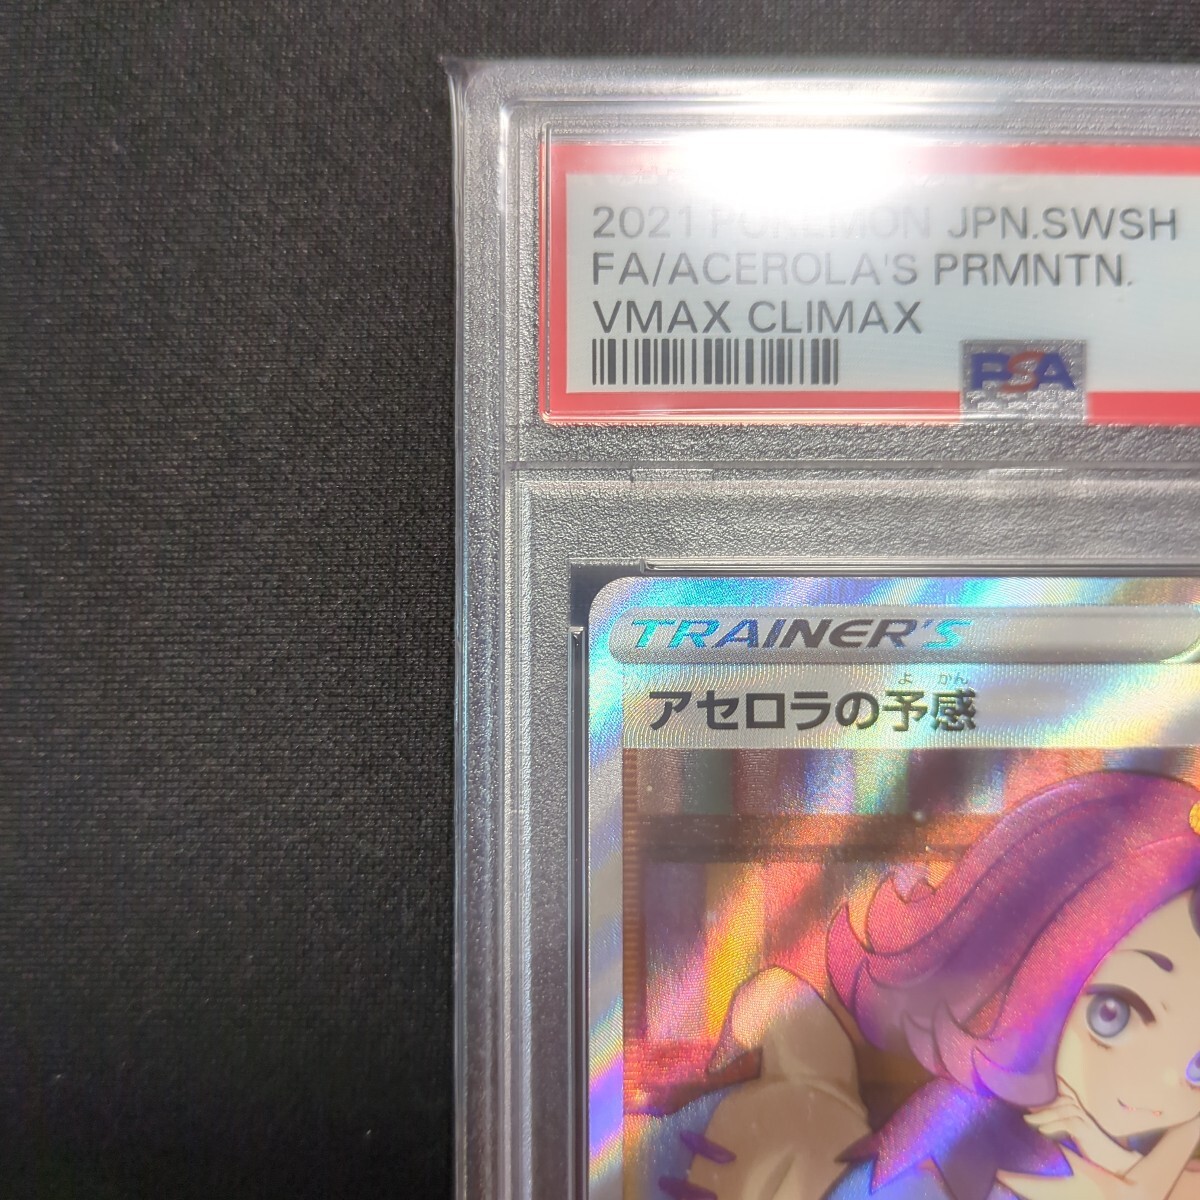 2021 POKEMON JPN.SWSH
FA/ACEROLA'S PRMNTN.
VMAX CLIMAX
PSA
TRAINER'S
よ かん
アセロラの予感